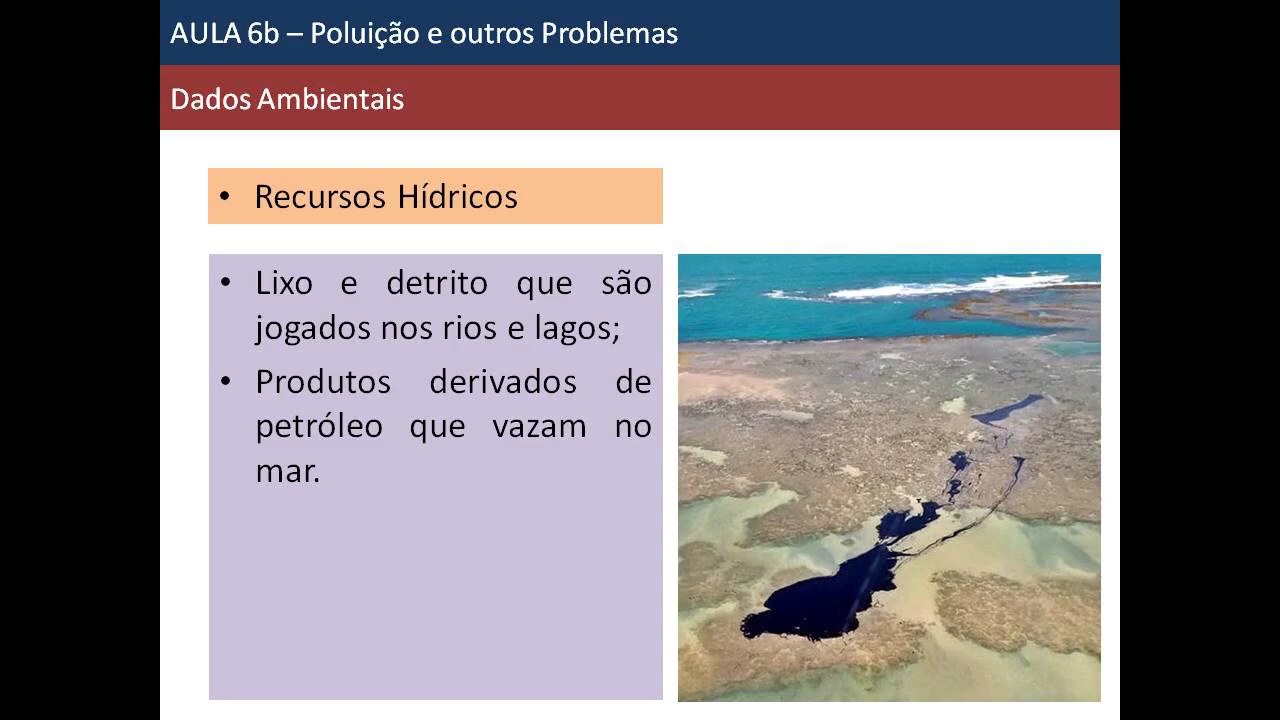 AULA 6b – Poluição e outros Problemas
Dados Ambientais
• Recursos Hídricos
• Lixo e detrito que são
jogados nos rios e lagos;
• Produtos derivados de
petróleo que vazam no
mar.